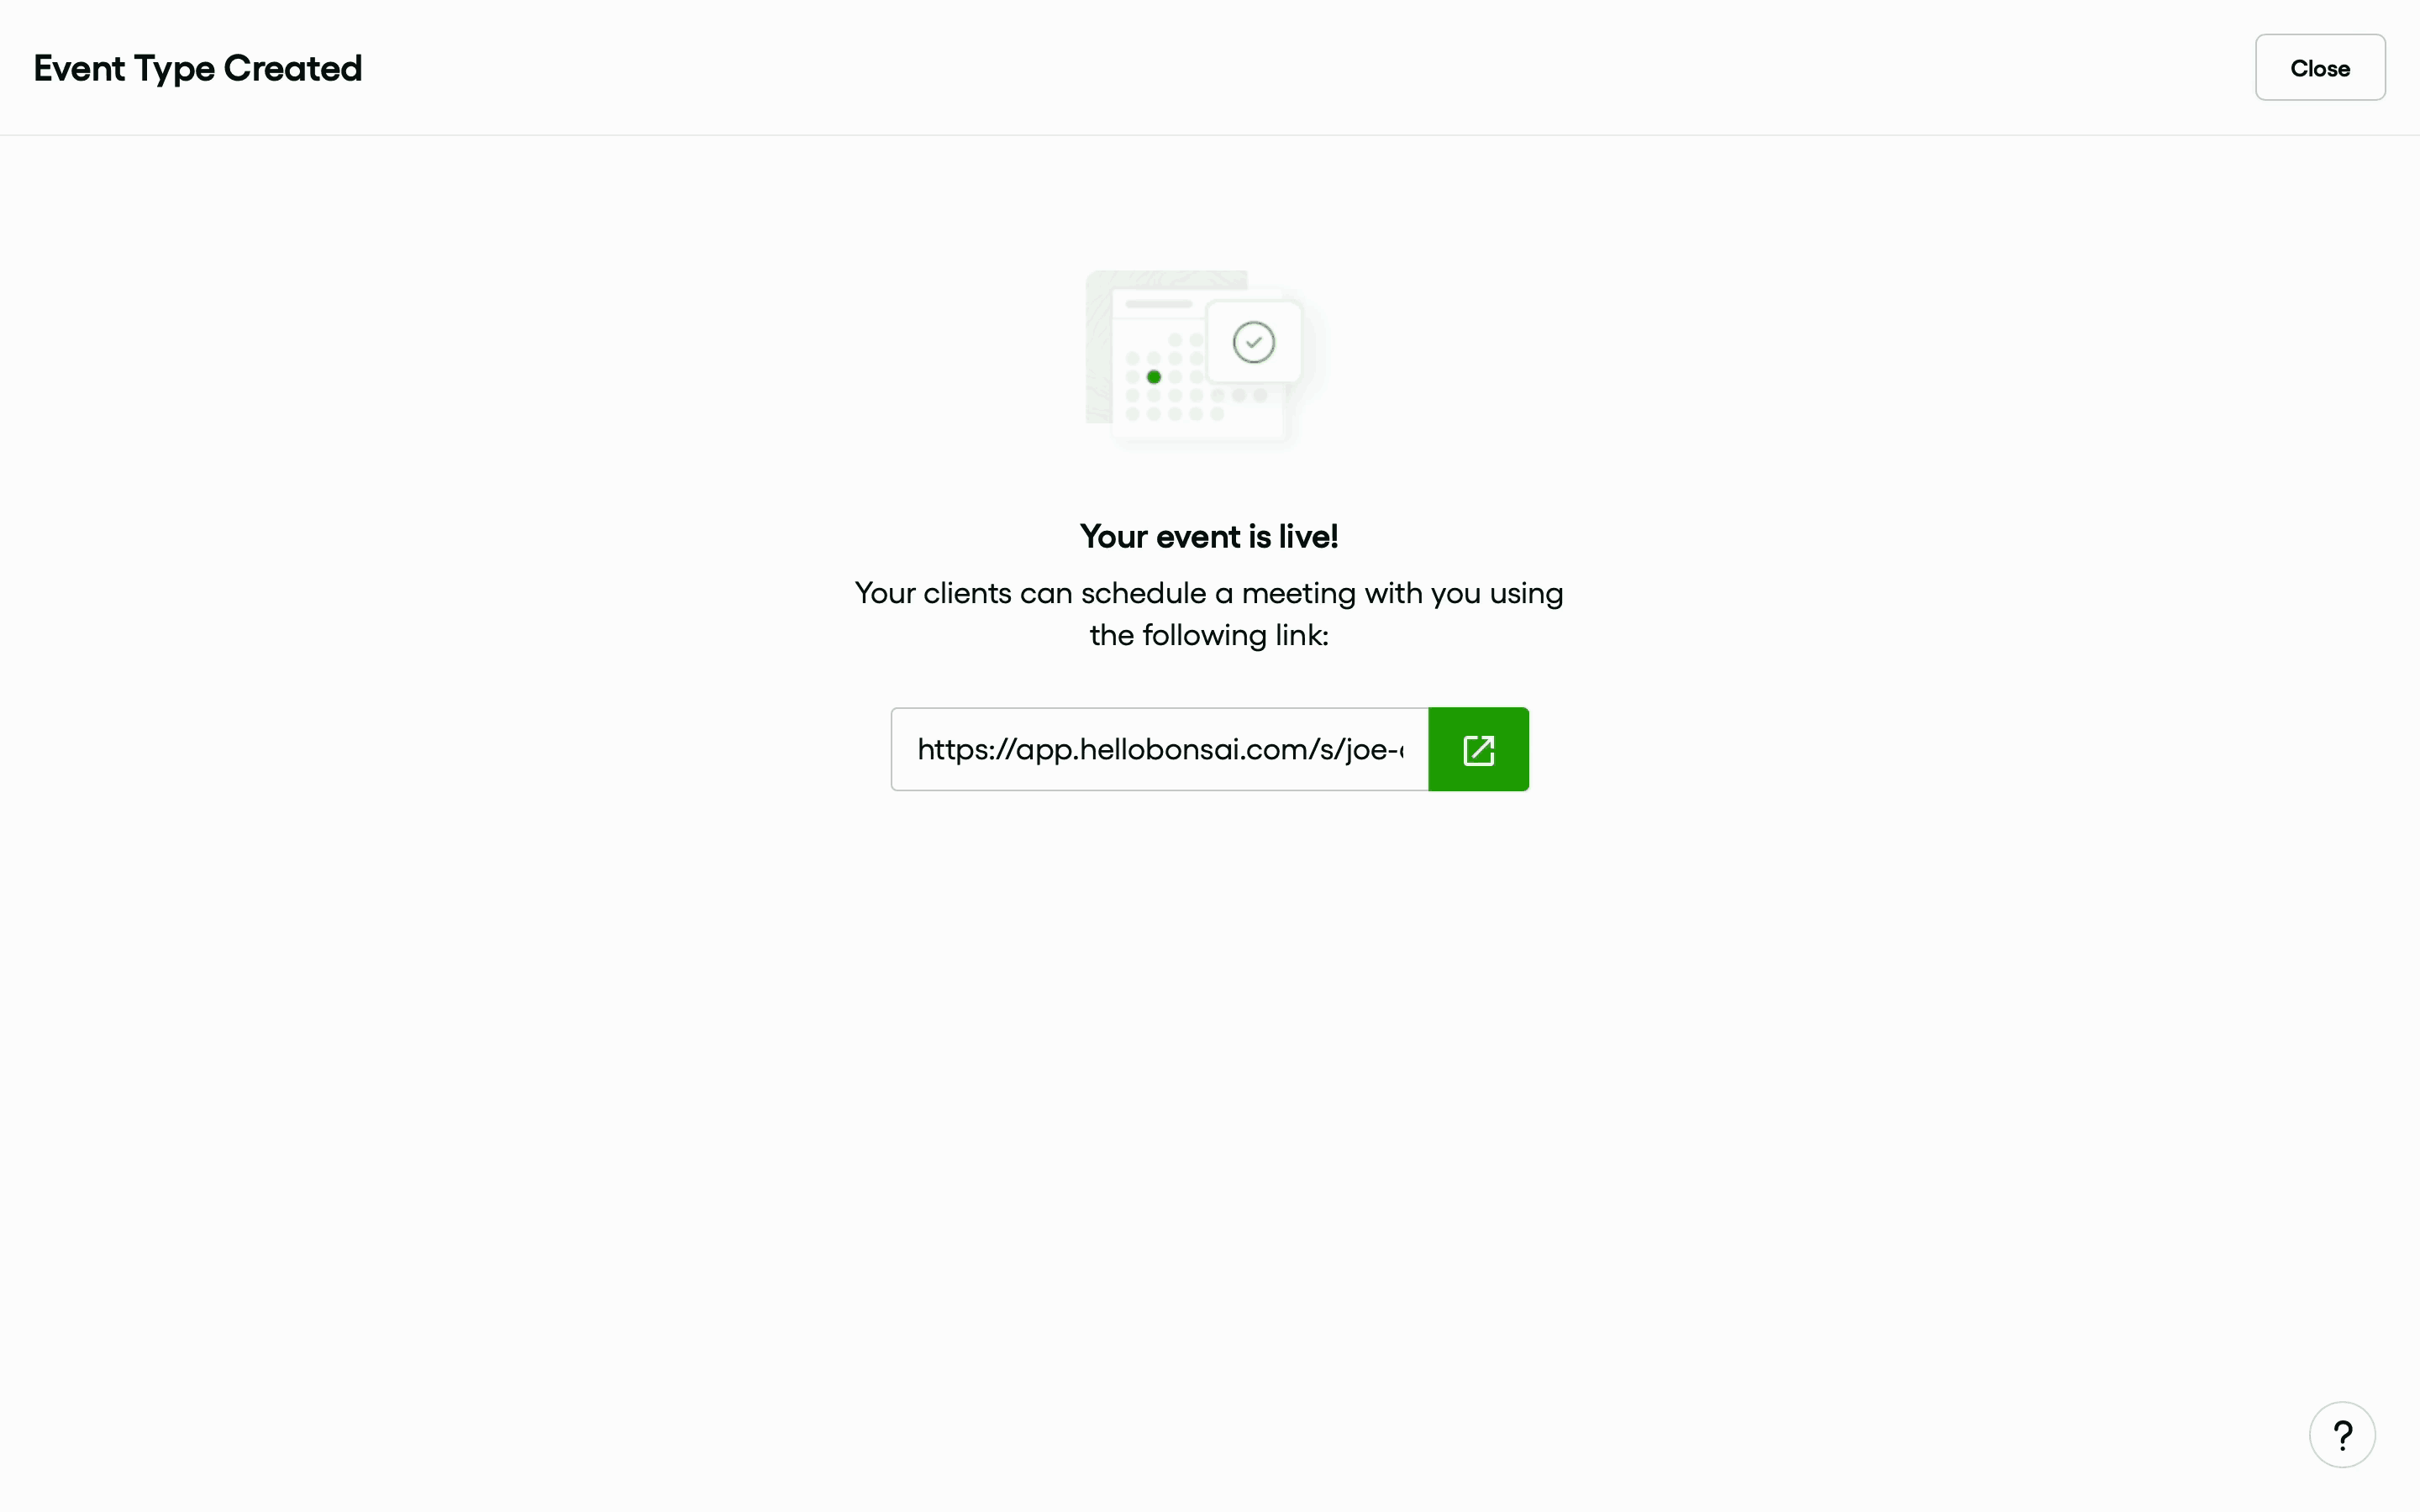 Event Type Created
Close
Your event is live!
Your clients can schedule a meeting with you using
the following link:
https://app.hellobonsai.com/s/joe-
?